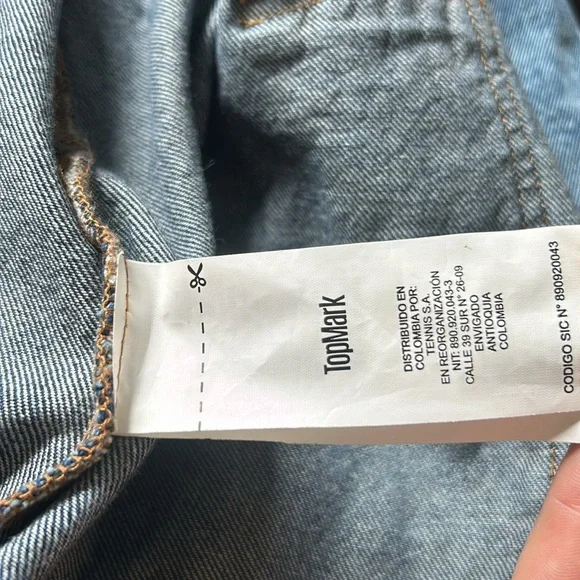 TopMark
DISTRIBUIDO EN
COLOMBIA POR:
TENNIS S.A.
EN REORGANIZACIÓN
NIT: 890.920.043-3
CALLE 39 SUR N° 26-09
ENVIGADO
ANTIOQUIA
COLOMBIA
CODIGO SIC N° 890920043